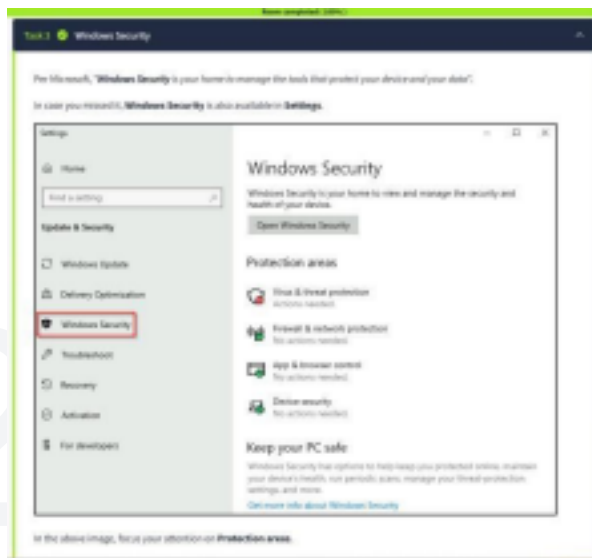 Room completed (100%)
Task 3 Windows Security
Per Microsoft, "Windows Security is your home to manage the tools that protect your device and your data".
In case you missed it, Windows Security is also available in Settings.
Settings
Home
Find a setting
Update & Security
Windows Update
Delivery Optimization
Windows Security
Troubleshoot
Recovery
Activation
For developers
Windows Security
Windows Security is your home to view and manage the security and
health of your device.
Open Windows Security
Protection areas
Virus & threat protection
Actions needed.
Firewall & network protection
No actions needed.
App & browser control
No actions needed.
Device security
No actions needed.
Keep your PC safe
Windows Security has options to help keep you protected online, maintain
your device's health, run periodic scans, manage your threat protection
settings, and more.
Get more info about Windows Security
In the above image, focus your attention on Protection areas.